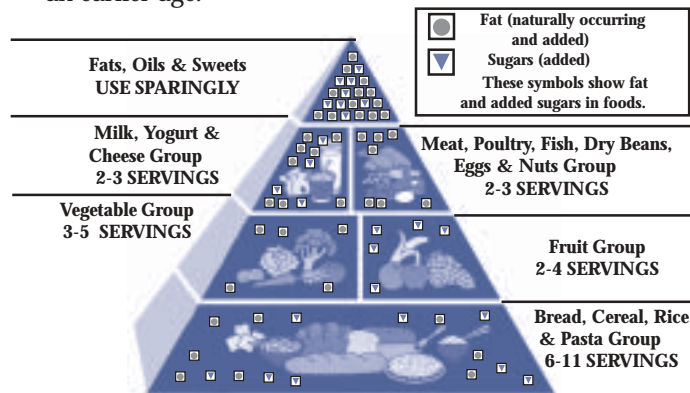 an earlier age.
Fat (naturally occurring
and added)
Sugars (added)
These symbols show fat
and added sugars in foods.
Fats, Oils & Sweets
USE SPARINGLY
Milk, Yogurt &
Cheese Group
2-3 SERVINGS
Meat, Poultry, Fish, Dry Beans,
Eggs & Nuts Group
2-3 SERVINGS
Vegetable Group
3-5 SERVINGS
Fruit Group
2-4 SERVINGS
Bread, Cereal, Rice
& Pasta Group
6-11 SERVINGS